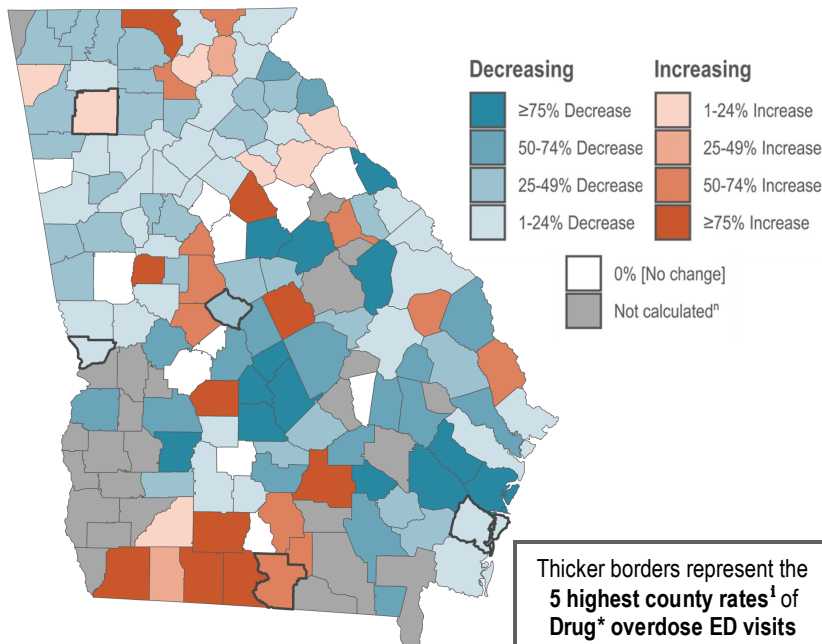 Decreasing
≥75% Decrease
50-74% Decrease
25-49% Decrease
1-24% Decrease
Increasing
1-24% Increase
25-49% Increase
50-74% Increase
≥75% Increase
0% [No change]
Not calculatedⁿ
Thicker borders represent the
5 highest county rates¹ of
Drug* overdose ED visits